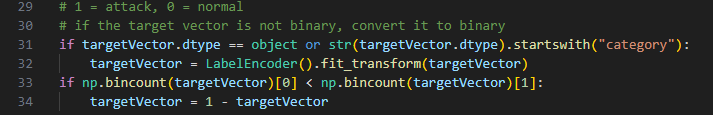 29 # 1 = attack, 0 = normal
30 # if the target vector is not binary, convert it to binary
31 if targetVector.dtype == object or str(targetVector.dtype).startswith("category"):
32     targetVector = LabelEncoder().fit_transform(targetVector)
33 if np.bincount(targetVector)[0] < np.bincount(targetVector)[1]:
34     targetVector = 1 - targetVector